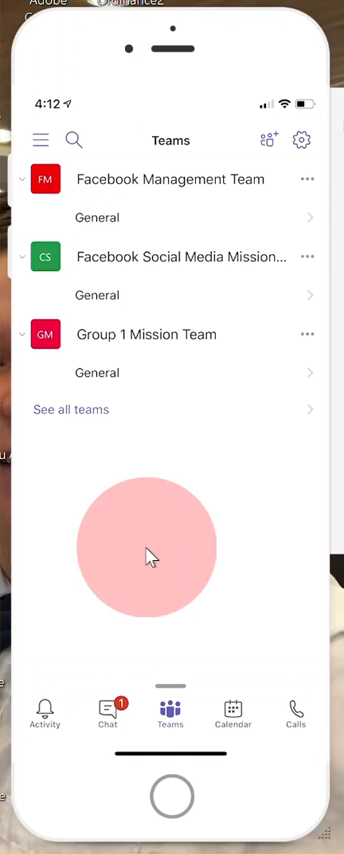 Adobe
Ordinance2
4:12
Teams
FM Facebook Management Team
General
CS Facebook Social Media Mission...
General
GM Group 1 Mission Team
General
See all teams
1
Activity Chat Teams Calendar Calls